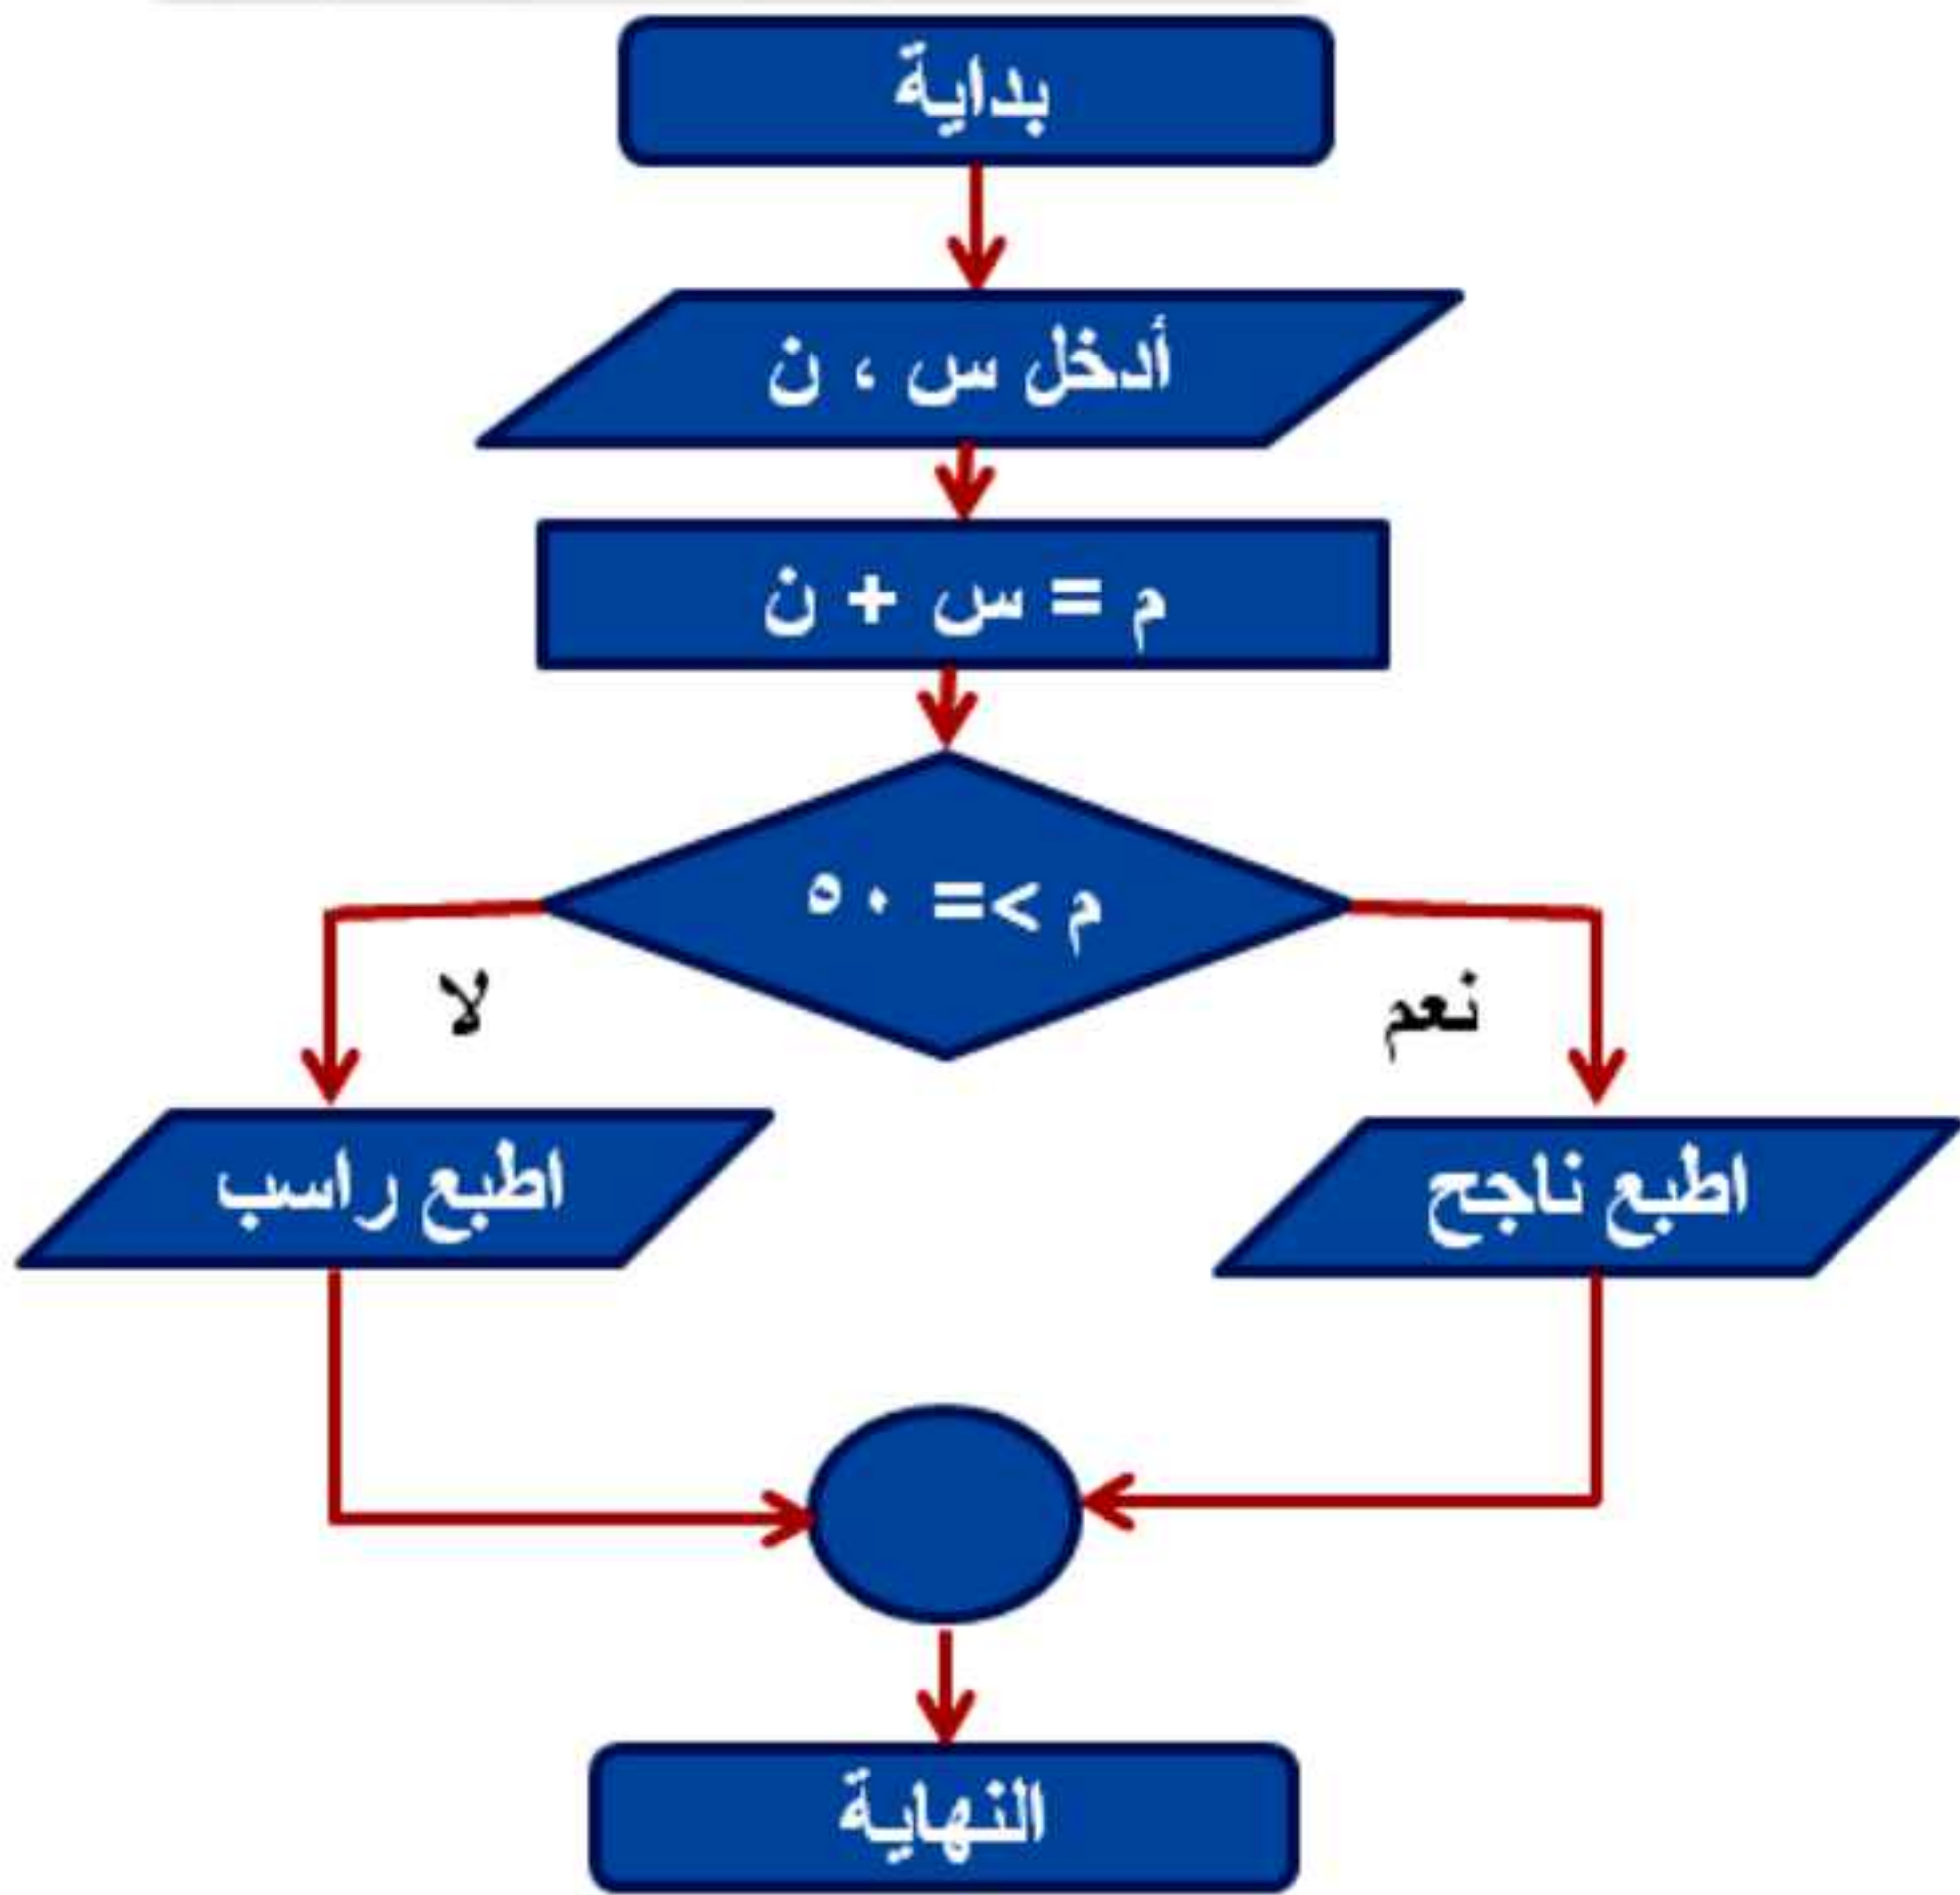 بداية
أدخل س ، ن
م = س + ن
م >= ٥٠
نعم
لا
اطبع ناجح
اطبع راسب
النهاية